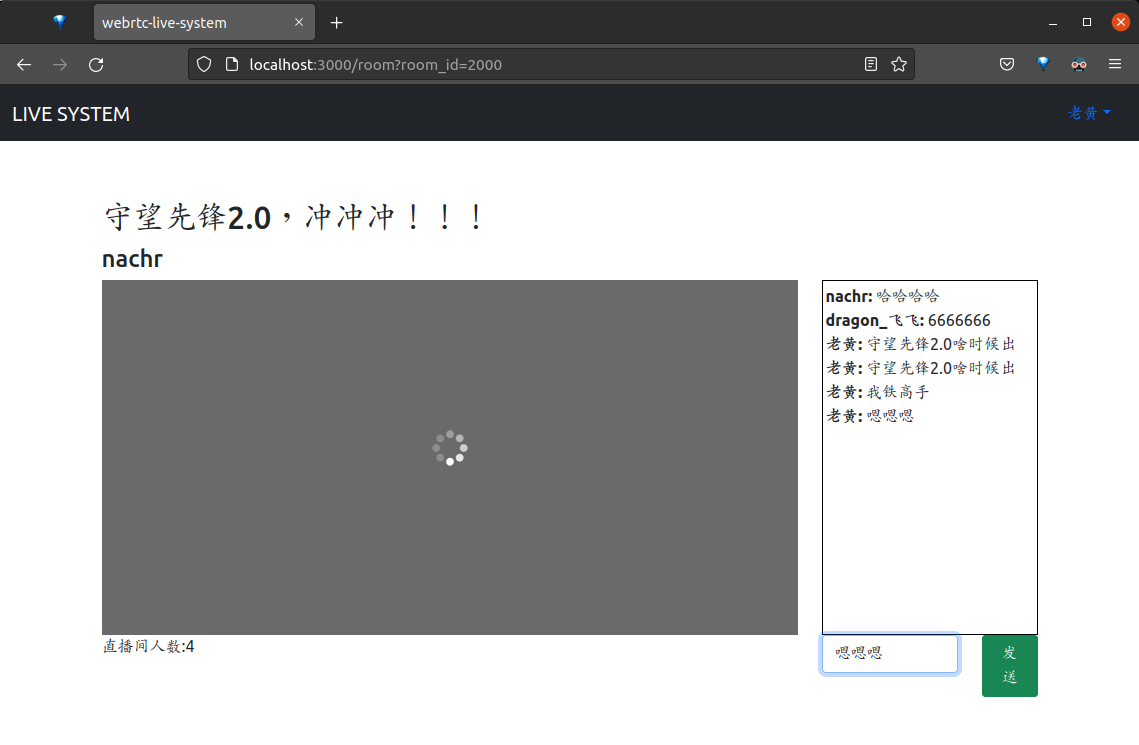 webrtc-live-system
localhost:3000/room?room_id=2000
LIVE SYSTEM
老黄
守望先锋2.0，冲冲冲！！！
nachr
nachr: 哈哈哈哈
dragon_飞飞: 6666666
老黄: 守望先锋2.0啥时候出
老黄: 守望先锋2.0啥时候出
老黄: 我铁高手
老黄: 嗯嗯嗯
直播间人数:4
嗯嗯嗯
发
送